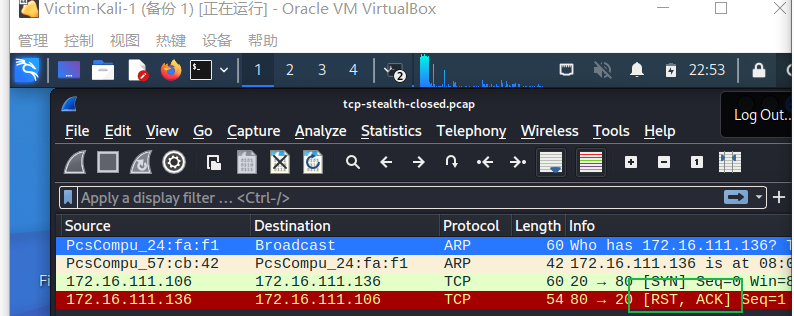 Victim-Kali-1 (备份 1) [正在运行] - Oracle VM VirtualBox
管理 控制 视图 热键 设备 帮助
1 2 3 4 2 22:53
tcp-stealth-closed.pcap
Log Out...
File Edit View Go Capture Analyze Statistics Telephony Wireless Tools Help
Apply a display filter ... <Ctrl-/>
Source Destination Protocol Length Info
PcsCompu_24:fa:f1 Broadcast ARP 60 Who has 172.16.111.136?
PcsCompu_57:cb:42 PcsCompu_24:fa:f1 ARP 42 172.16.111.136 is at 08:0
Fi
172.16.111.106 172.16.111.136 TCP 60 20 → 80 [SYN] Seq=0 Win=8
172.16.111.136 172.16.111.106 TCP 54 80 → 20 [RST, ACK] Seq=1